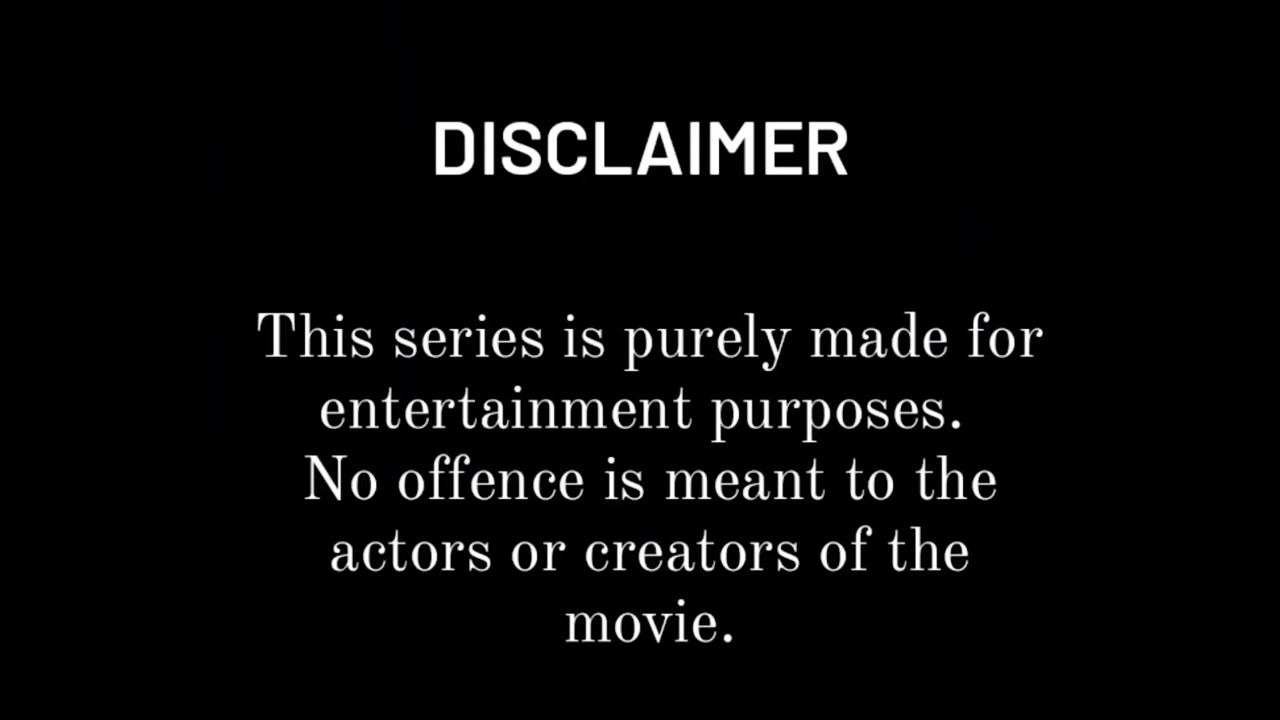 DISCLAIMER
This series is purely made for
entertainment purposes.
No offence is meant to the
actors or creators of the
movie.